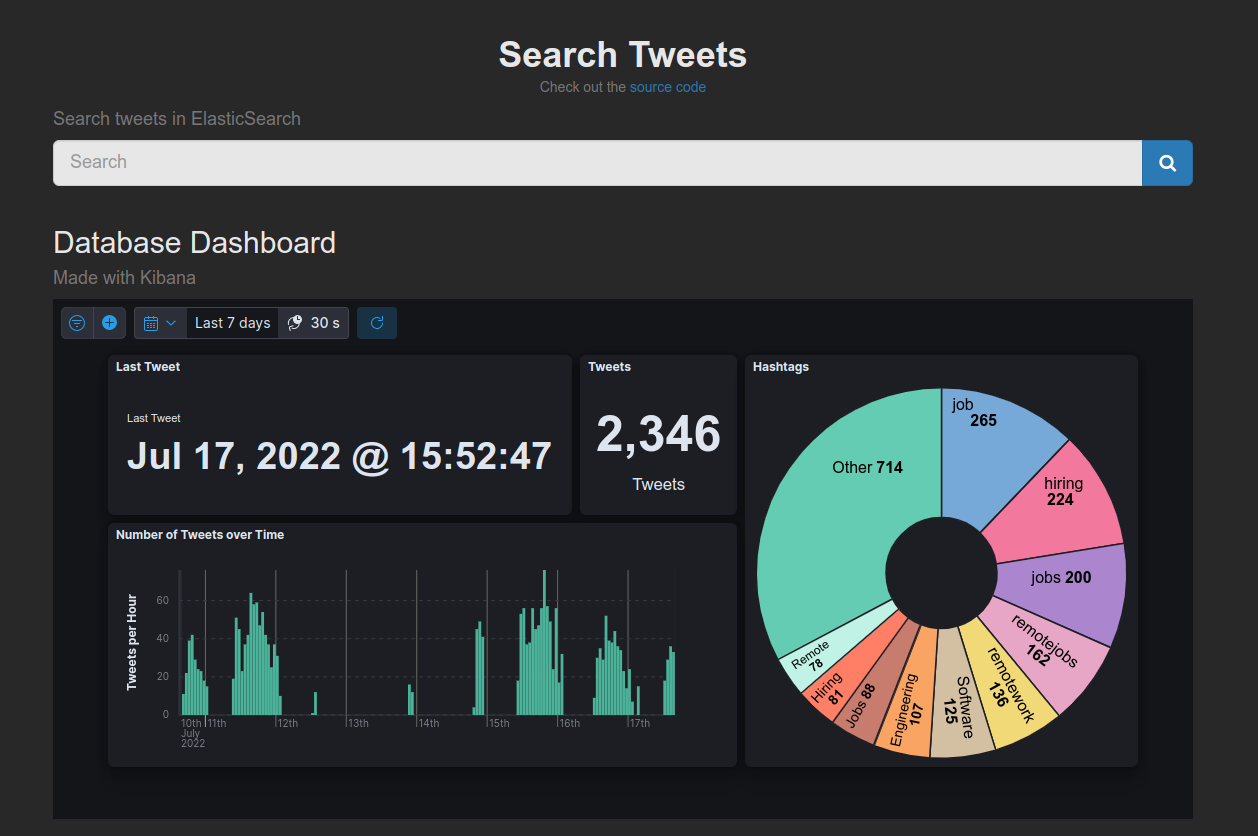 Search Tweets
Check out the source code
Search tweets in ElasticSearch
Search
Database Dashboard
Made with Kibana
Last 7 days
30 s
Last Tweet
Last Tweet
Jul 17, 2022 @ 15:52:47
Tweets
2,346
Tweets
Number of Tweets over Time
Tweets per Hour
60
40
20
0
10th
July
2022
11th
12th
13th
14th
15th
16th
17th
Hashtags
job
265
hiring
224
jobs 200
remotejobs
162
remotework
136
Software
125
Engineering
107
Jobs 88
Hiring
81
Remote
78
Other 714